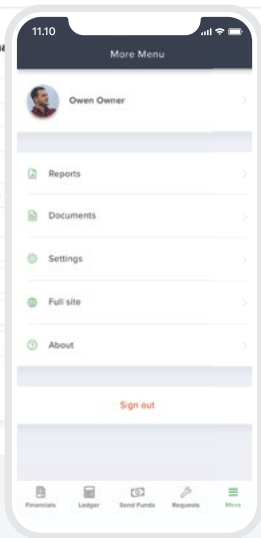 11.10
More Menu
Owen Owner
Reports
Documents
Settings
Full site
About
Sign out
Financials Ledger Send Funds Requests More